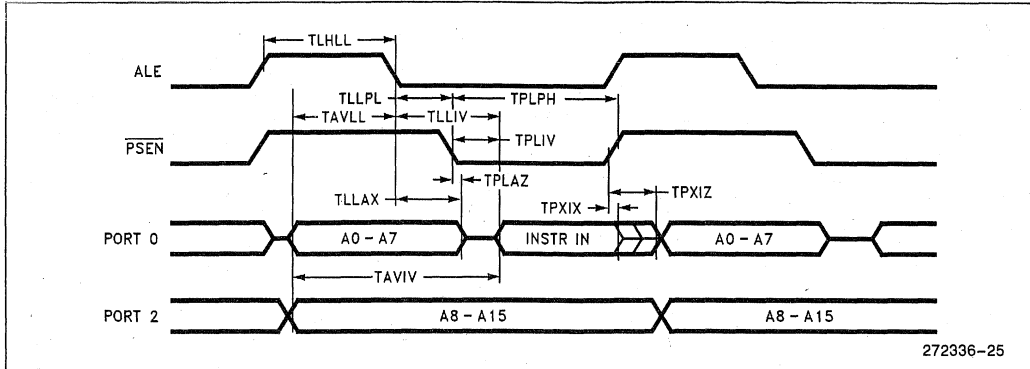 TLHLL
ALE
TLLPL
TPLPH
TAVLL
TLLIV
PSEN
TPLIV
TPLAZ
TLLAX
TPXIZ
TPXIX
PORT 0
A0 – A7
INSTR IN
A0 – A7
TAVIV
PORT 2
A8 – A15
A8 – A15
272336–25